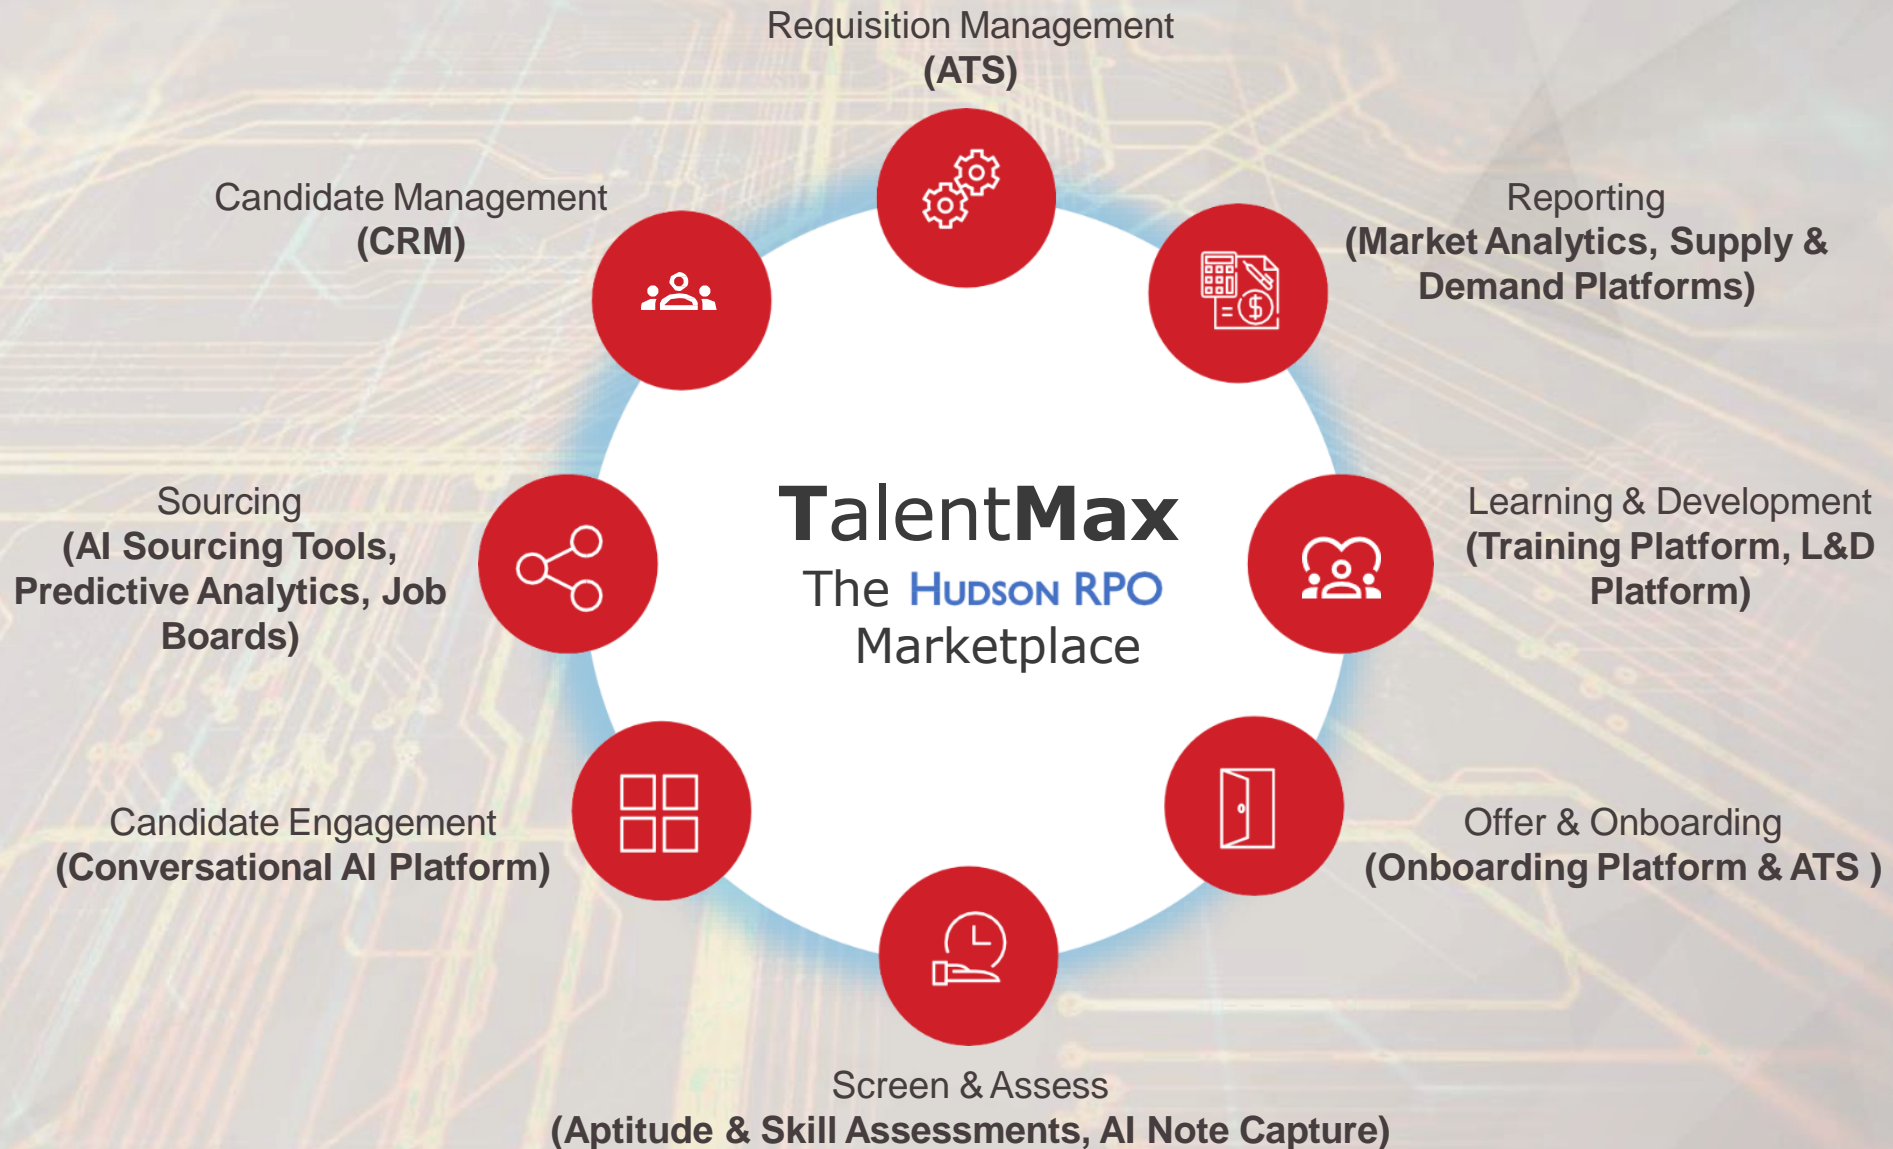 Requisition Management
(ATS)
Candidate Management
(CRM)
Reporting
(Market Analytics, Supply &
Demand Platforms)
Sourcing
(AI Sourcing Tools,
Predictive Analytics, Job
Boards)
TalentMax
The HUDSON RPO
Marketplace
Learning & Development
(Training Platform, L&D
Platform)
Candidate Engagement
(Conversational AI Platform)
Offer & Onboarding
(Onboarding Platform & ATS )
Screen & Assess
(Aptitude & Skill Assessments, AI Note Capture)